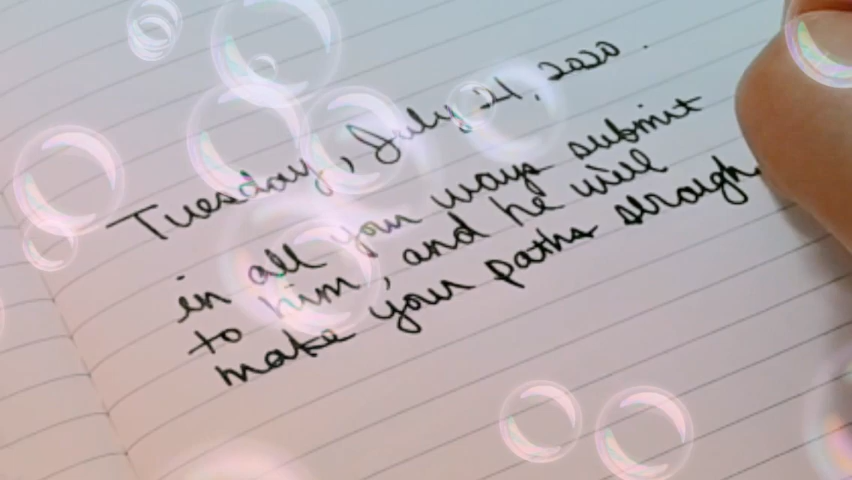 Tuesday, July 21, 2020.
in all your ways submit
to him, and he will
make your paths straigh